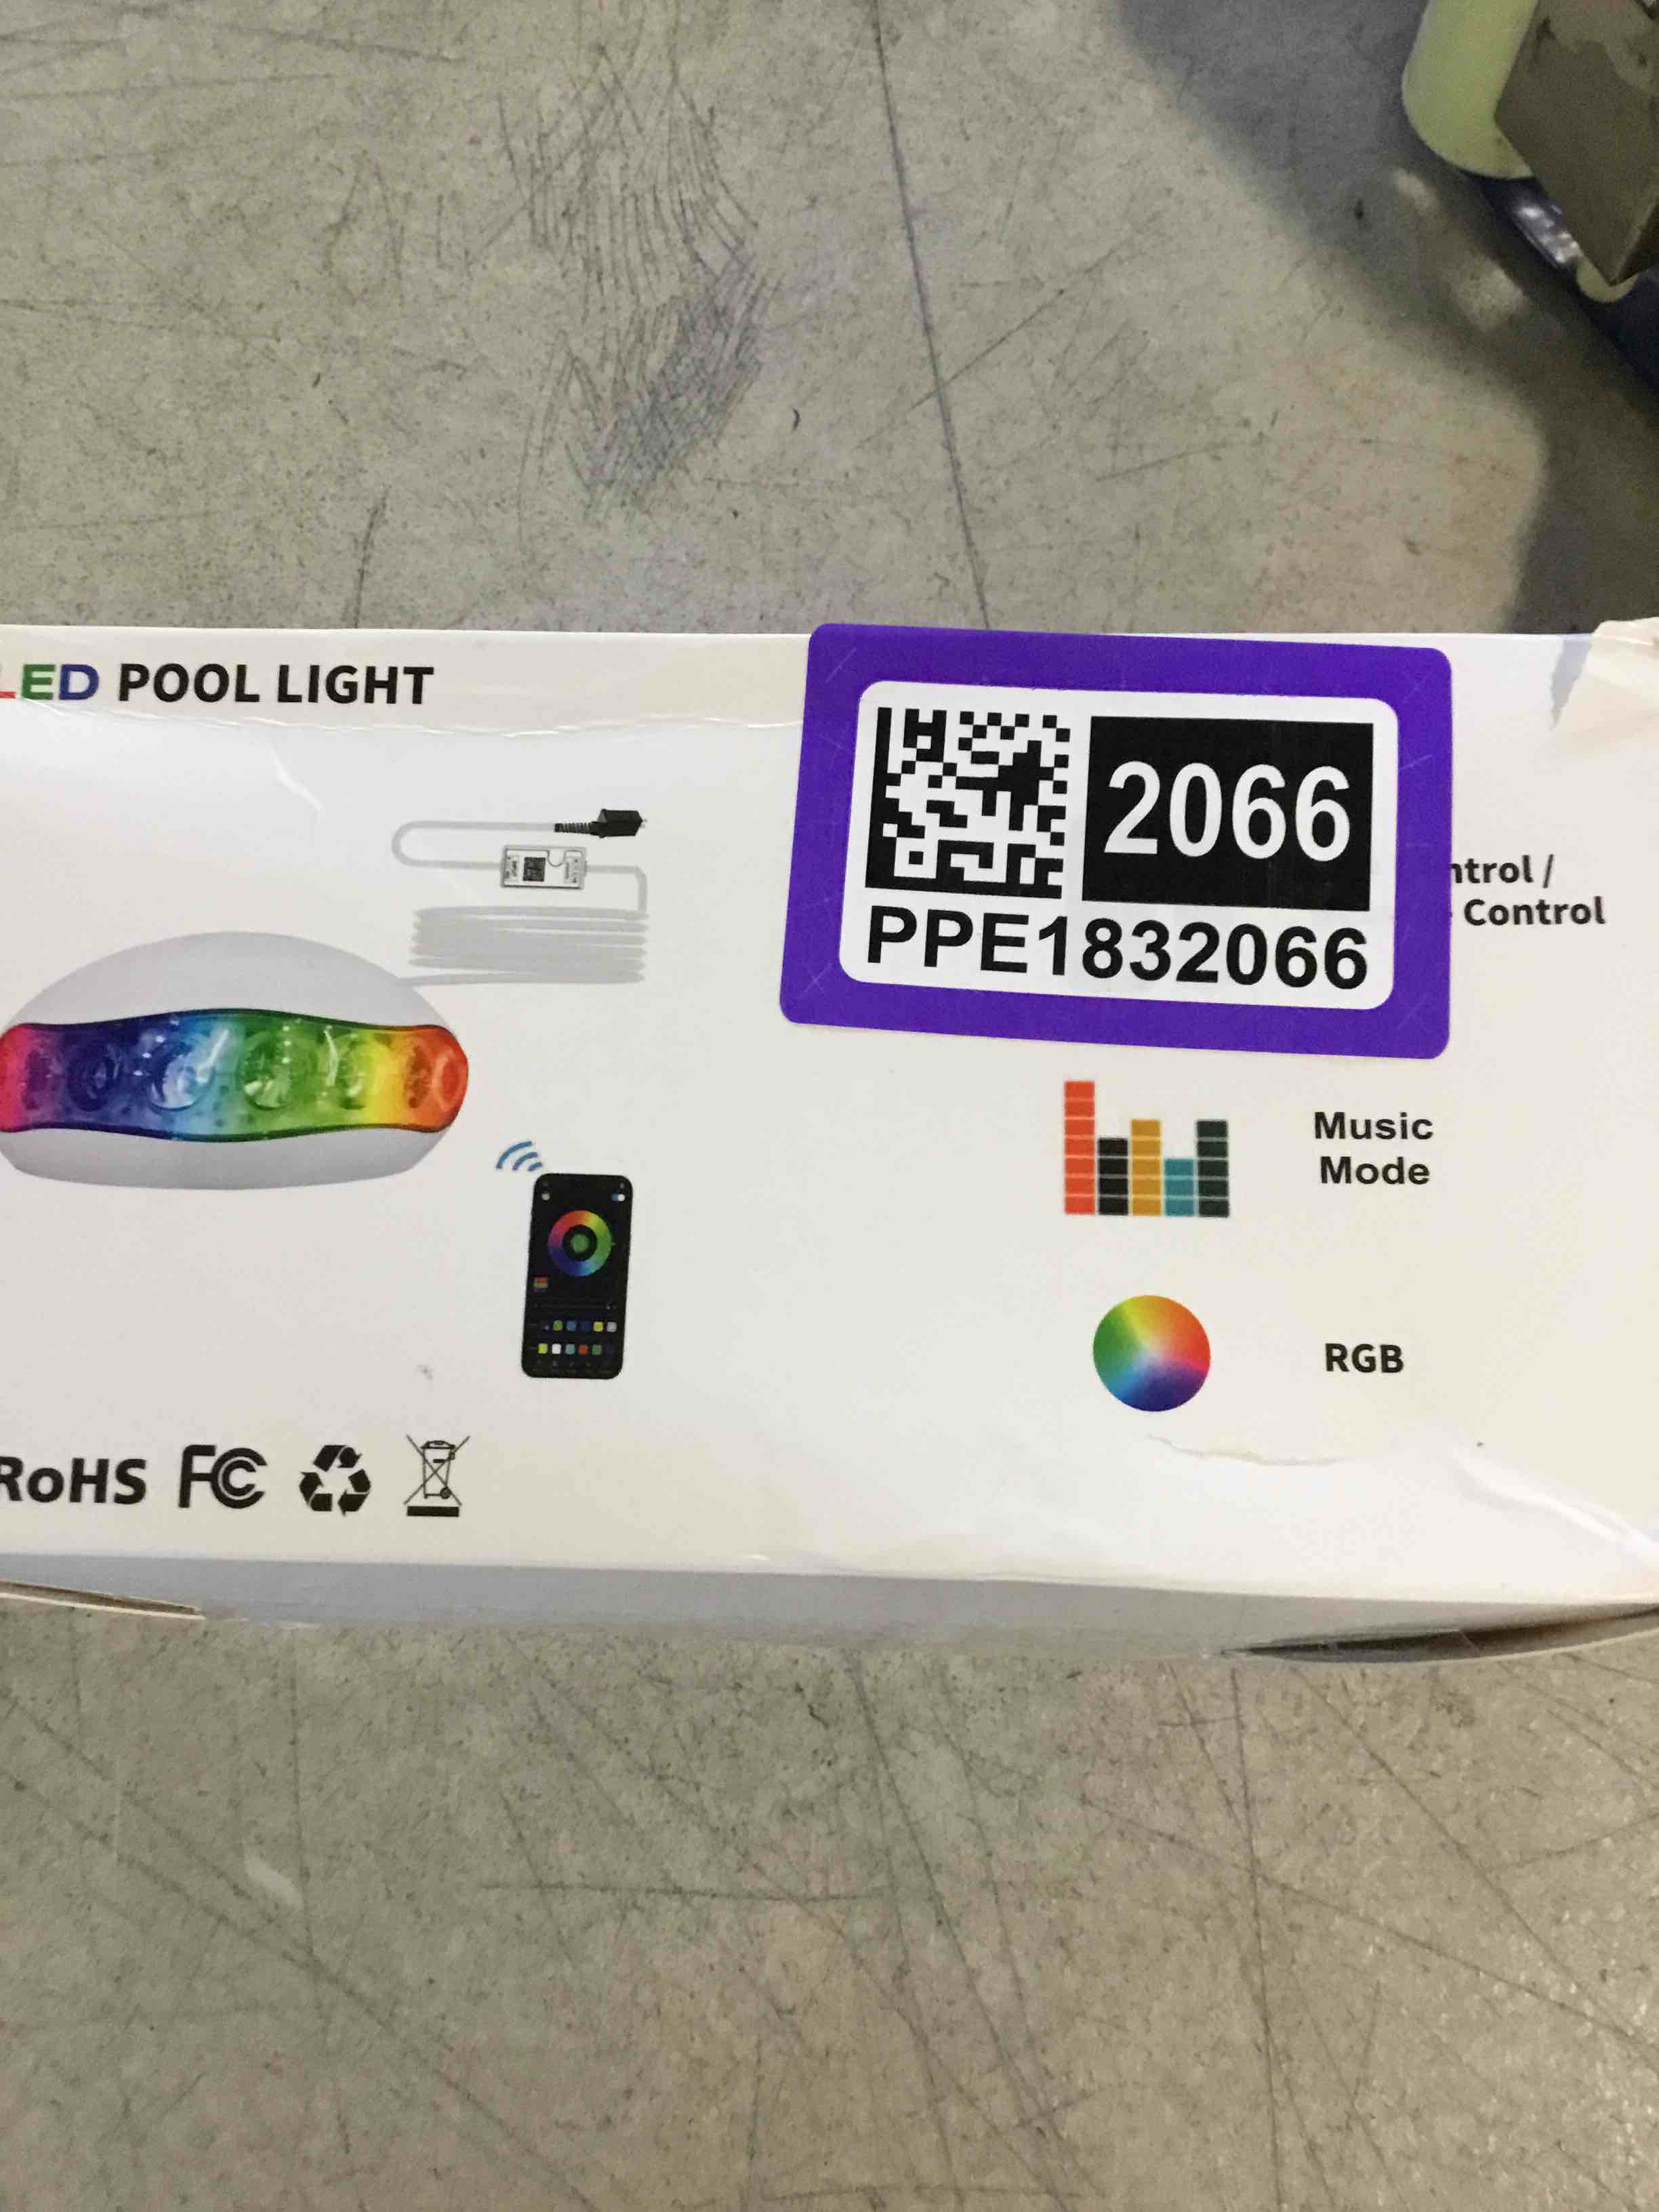 LED POOL LIGHT
2066
PPE1832066
ntrol /
Control
Music
Mode
RGB
RoHS FC